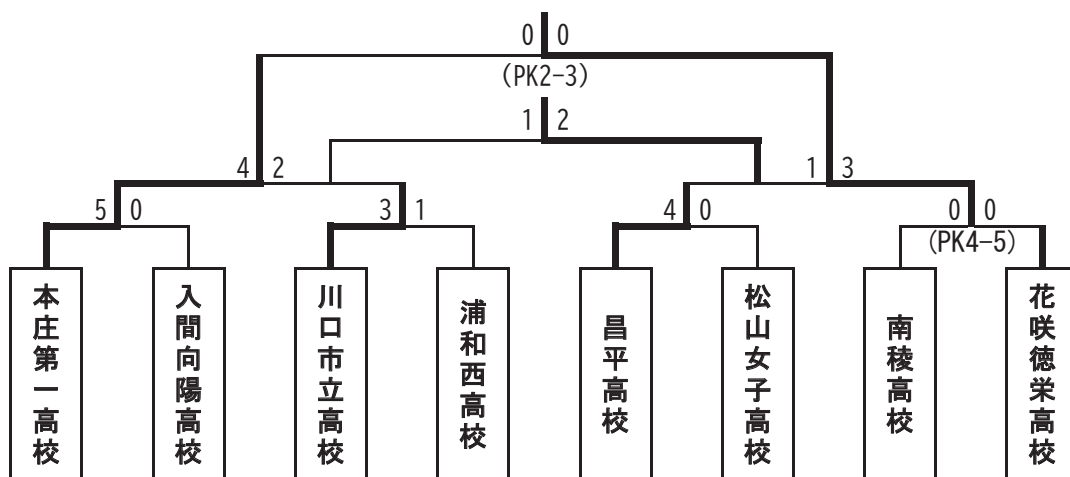 0 0
(PK2-3)
1 2
4 2
1 3
5 0
3 1
4 0
0 0
(PK4-5)
本庄第一高校
入間向陽高校
川口市立高校
浦和西高校
昌平高校
松山女子高校
南稜高校
花咲徳栄高校